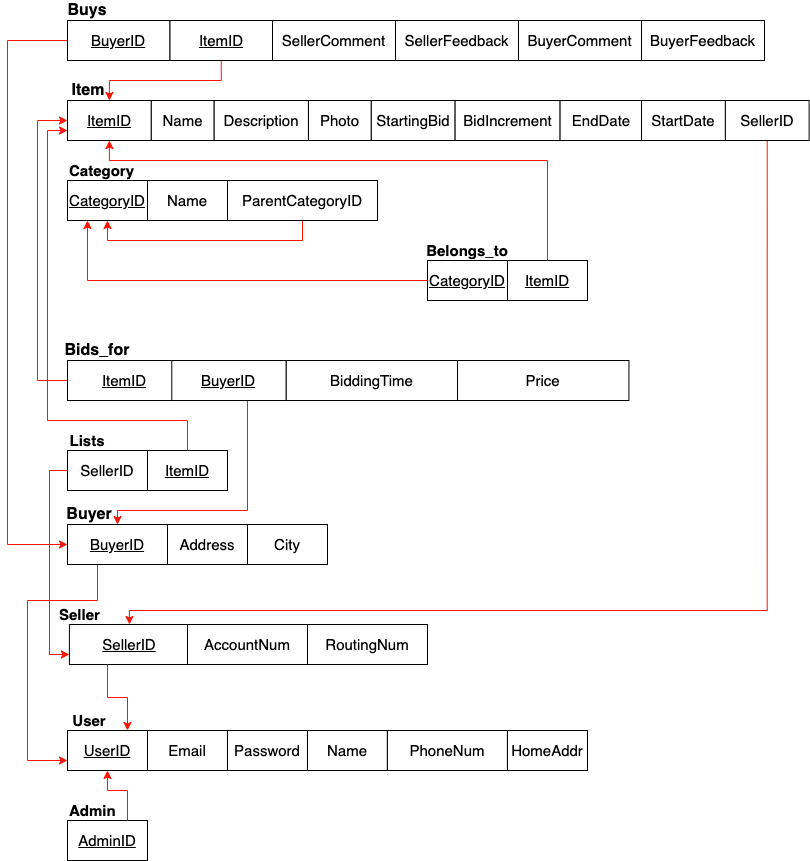 Buys
BuyerID ItemID SellerComment SellerFeedback BuyerComment BuyerFeedback
Item
ItemID Name Description Photo StartingBid BidIncrement EndDate StartDate SellerID
Category
CategoryID Name ParentCategoryID
Belongs_to
CategoryID ItemID
Bids_for
ItemID BuyerID BiddingTime Price
Lists
SellerID ItemID
Buyer
BuyerID Address City
Seller
SellerID AccountNum RoutingNum
User
UserID Email Password Name PhoneNum HomeAddr
Admin
AdminID